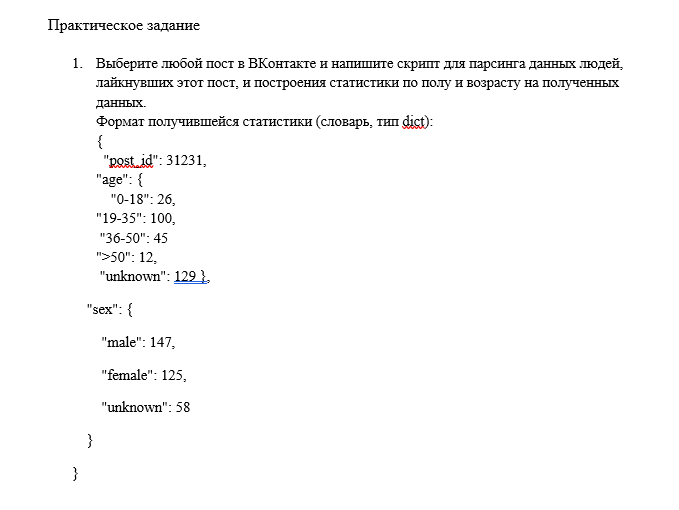 Практическое задание
1. Выберите любой пост в ВКонтакте и напишите скрипт для парсинга данных людей,
лайкнувших этот пост, и построения статистики по полу и возрасту на полученных
данных.
Формат получившейся статистики (словарь, тип dict):
{
"post_id": 31231,
"age": {
"0-18": 26,
"19-35": 100,
"36-50": 45
">50": 12,
"unknown": 129 },
"sex": {
"male": 147,
"female": 125,
"unknown": 58
}
}